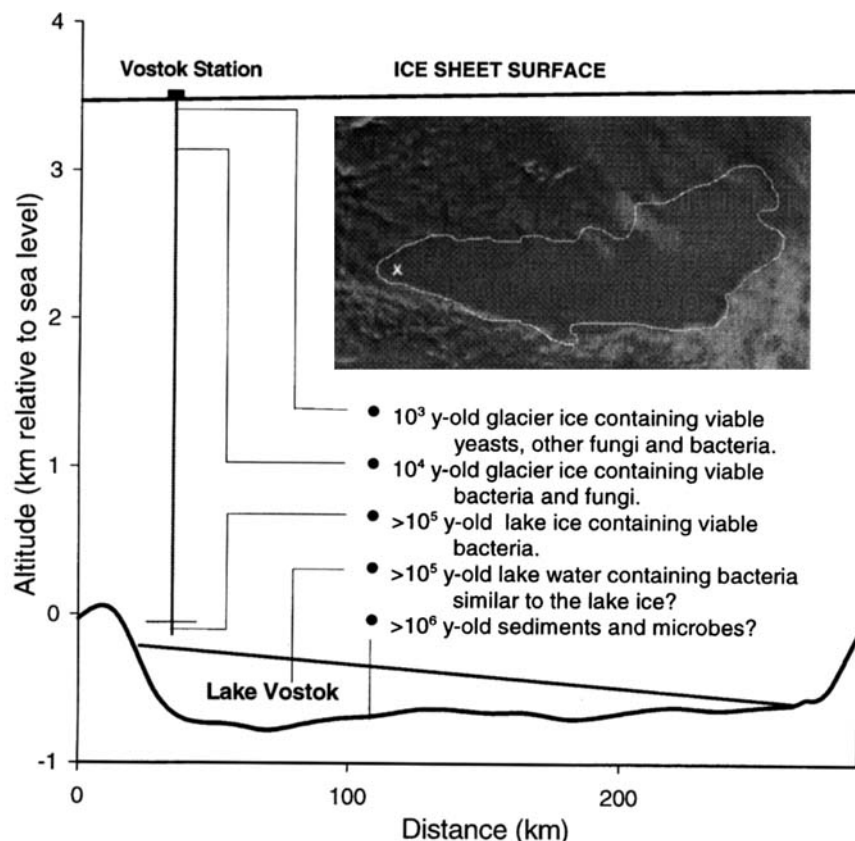 4
Vostok Station
ICE SHEET SURFACE
3
X
2
Altitude (km relative to sea level)
● 10³ y-old glacier ice containing viable
yeasts, other fungi and bacteria.
1
● 10⁴ y-old glacier ice containing viable
bacteria and fungi.
● >10⁵ y-old lake ice containing viable
bacteria.
● >10⁵ y-old lake water containing bacteria
similar to the lake ice?
0
● >10⁶ y-old sediments and microbes?
Lake Vostok
-1
0 100 200
Distance (km)